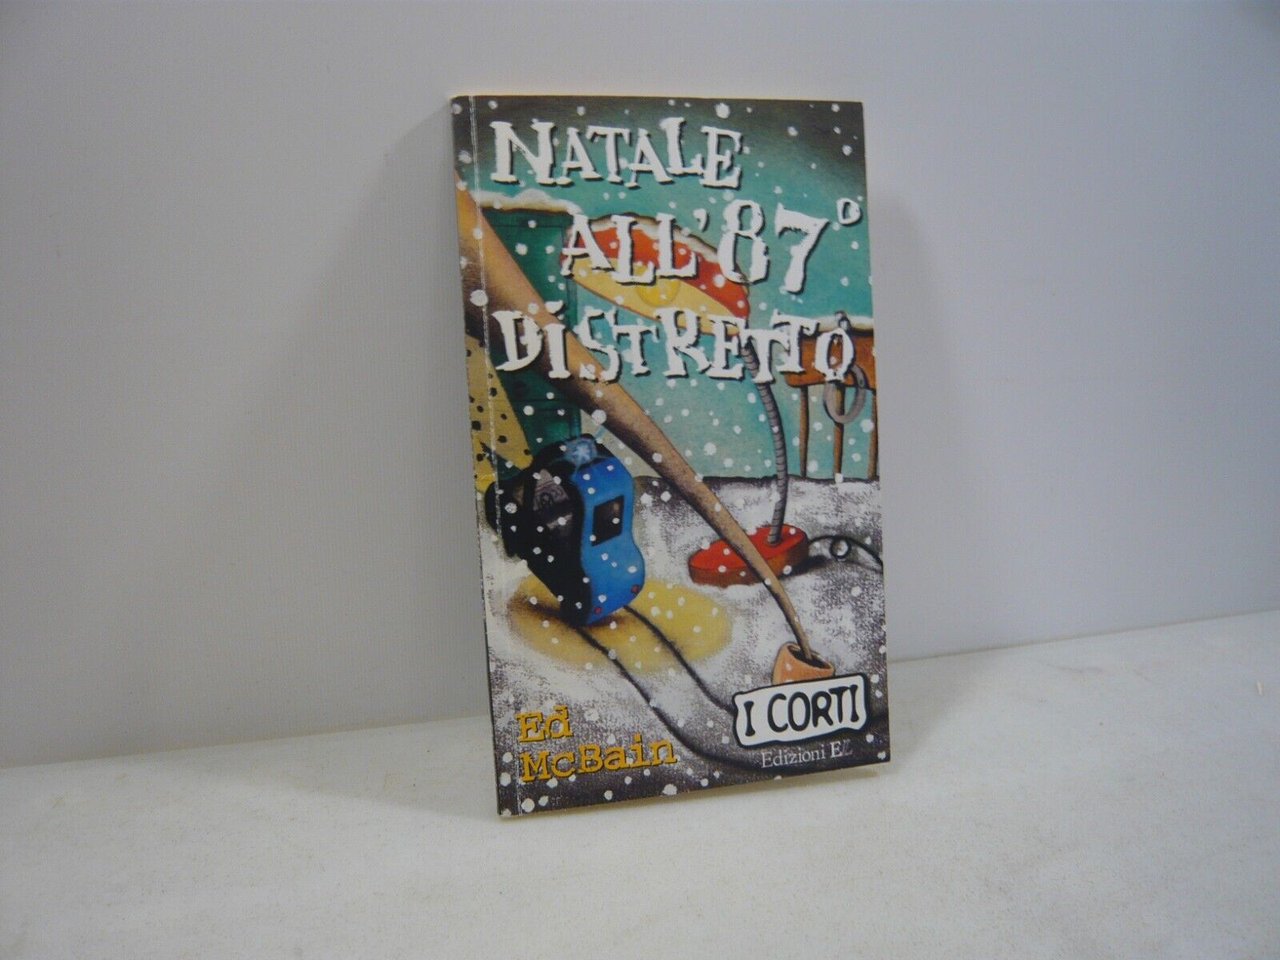 NATALE
ALL'87°
DiSTRETTO
Ed
McBain
I CORTI
Edizioni EL